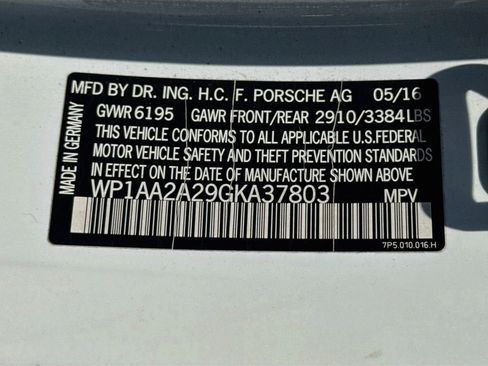 MFD BY DR. ING. H.C. F. PORSCHE AG 05/16
GVWR 6195 GAWR FRONT/REAR 2910/3384LBS
THIS VEHICLE CONFORMS TO ALL APPLICABLE U.S.FEDERAL
MOTOR VEHICLE SAFETY AND THEFT PREVENTION STANDARDS
IN EFFECT ON THE DATE OF MANUFACTURE SHOWN ABOVE
WP1AA2A29GKA37803 MPV
7P5.010.016.H
MADE IN GERMANY